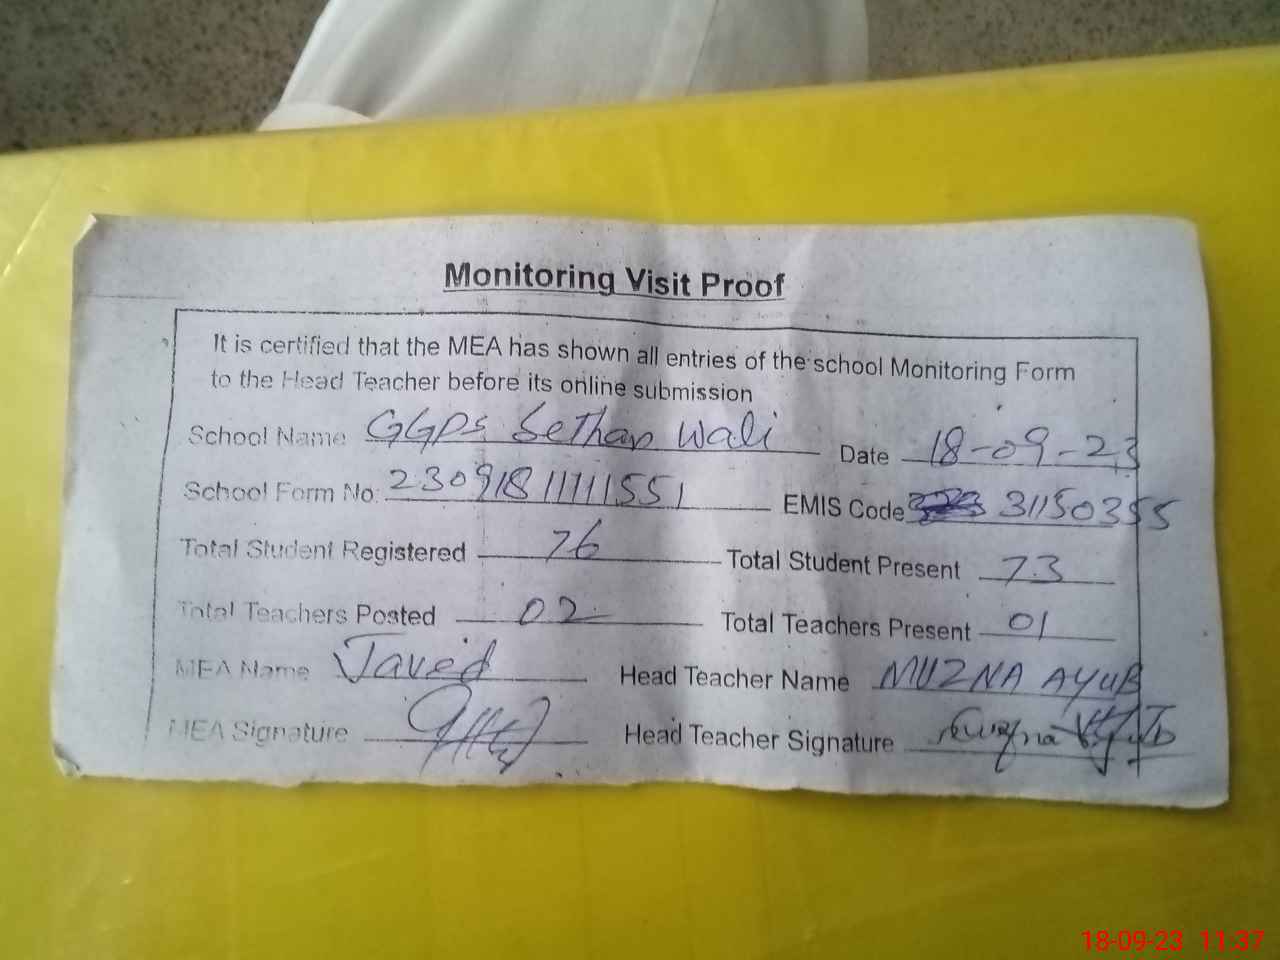 Monitoring Visit Proof
It is certified that the MEA has shown all entries of the school Monitoring Form
to the Head Teacher before its online submission
School Name GGPS Sethan Wali Date 18-09-23
School Form No: 23091811111551 EMIS Code 31150355
Total Student Registered 76 Total Student Present 73
Total Teachers Posted 02 Total Teachers Present 01
MEA Name Javed Head Teacher Name MUZNA AYUB
MEA Signature Head Teacher Signature
18-09-23 11:37